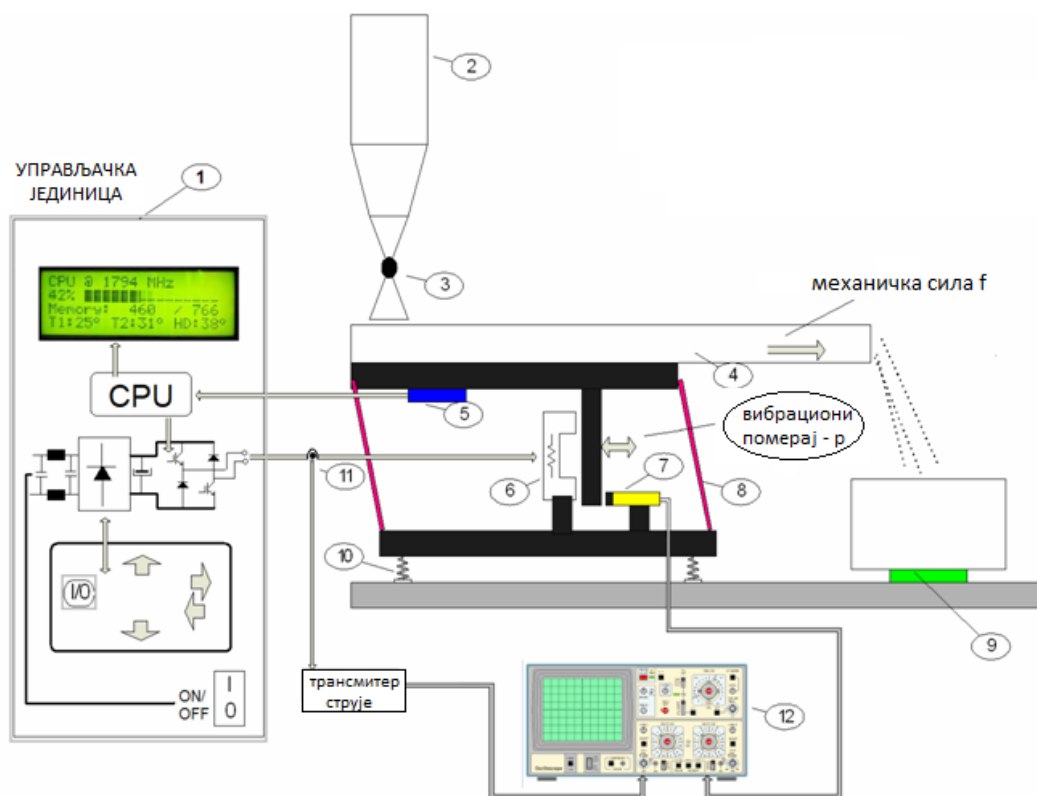 2
УПРАВЉАЧКА
ЈЕДИНИЦА
1
3
CPU @ 1794 MHz
42%
Memory: 460 / 766
T1:25° T2:31° HD:38°
механичка сила f
4
CPU
5
вибрациони
померај - p
11
6
7
8
10
I/O
9
ON/
OFF
I
0
трансмитер
струје
12